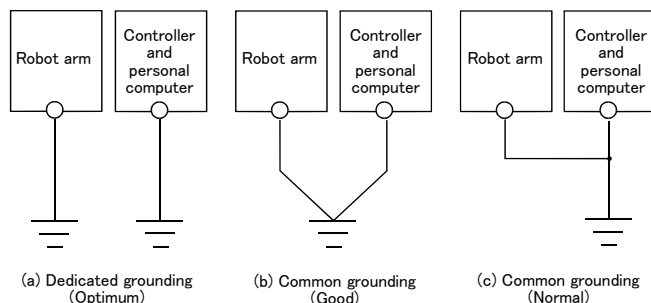 Robot arm
Controller
and
personal
computer
Robot arm
Controller
and
personal
computer
Robot arm
Controller
and
personal
computer
(a) Dedicated grounding
(Optimum)
(b) Common grounding
(Good)
(c) Common grounding
(Normal)